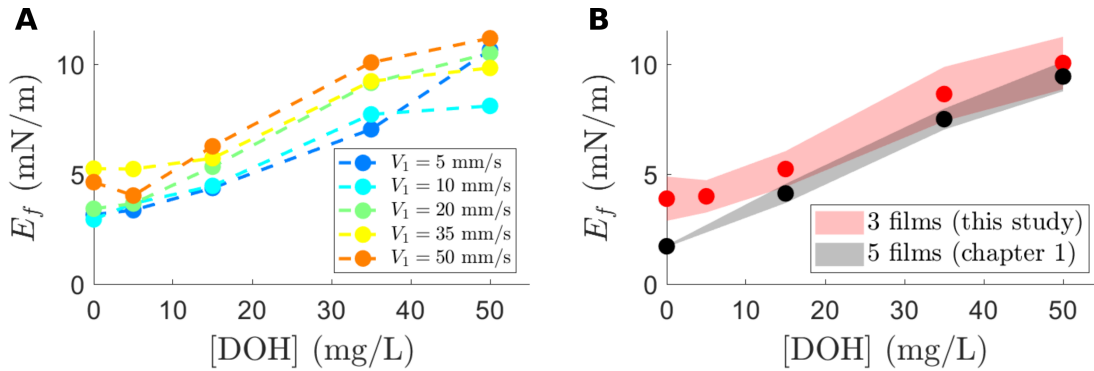 A
10
5
0
0 10 20 30 40 50
E_f (mN/m)
[DOH] (mg/L)
V_1 = 5 mm/s
V_1 = 10 mm/s
V_1 = 20 mm/s
V_1 = 35 mm/s
V_1 = 50 mm/s
B
10
5
0
0 10 20 30 40 50
E_f (mN/m)
[DOH] (mg/L)
3 films (this study)
5 films (chapter 1)